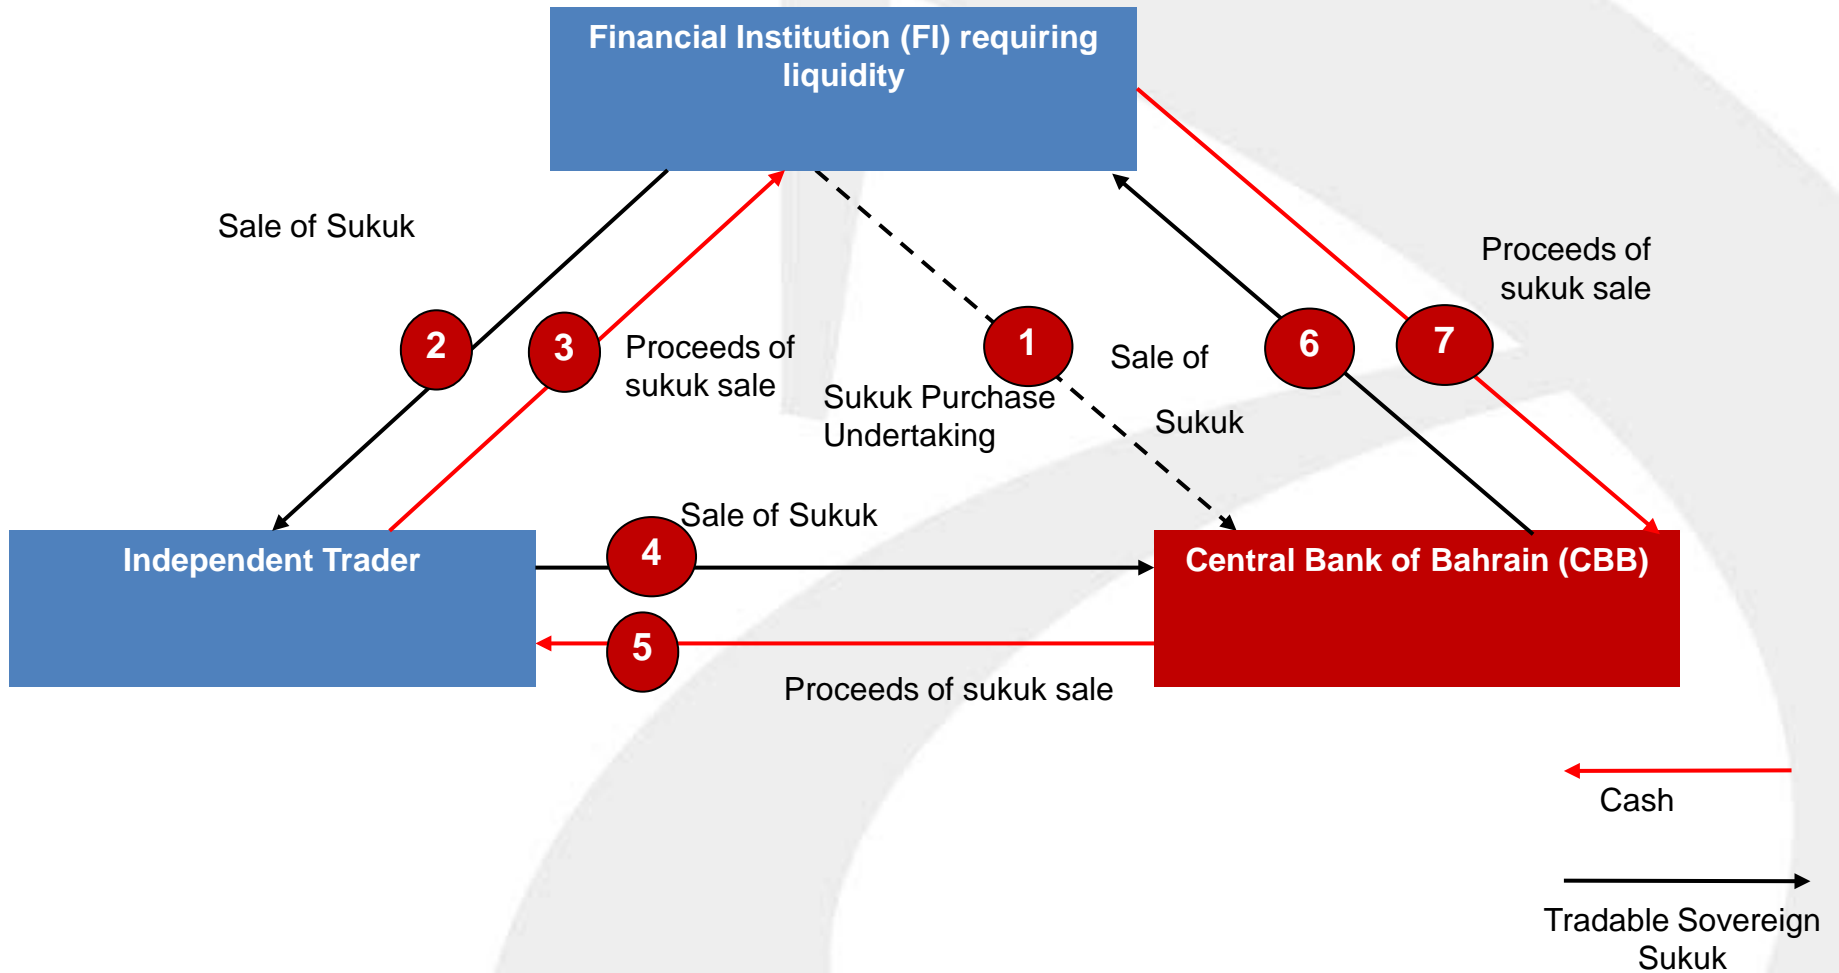 Financial Institution (FI) requiring
liquidity
Sale of Sukuk
Proceeds of
sukuk sale
2
3
Proceeds of
sukuk sale
1
Sale of
Sukuk
6
7
Sukuk Purchase
Undertaking
Sale of Sukuk
Independent Trader
4
Central Bank of Bahrain (CBB)
5
Proceeds of sukuk sale
Cash
Tradable Sovereign
Sukuk